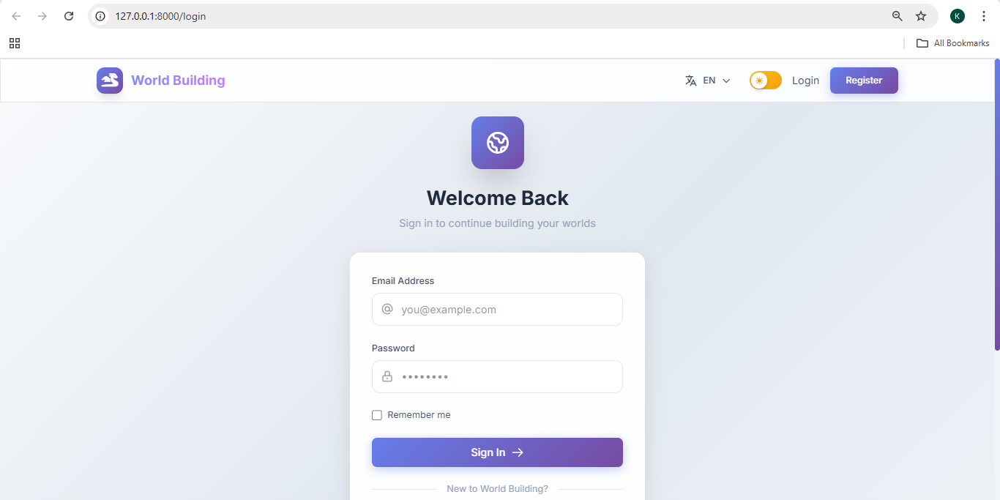 127.0.0.1:8000/login
K
All Bookmarks
World Building
EN
Login
Register
Welcome Back
Sign in to continue building your worlds
Email Address
you@example.com
Password
••••••••
Remember me
Sign In →
New to World Building?